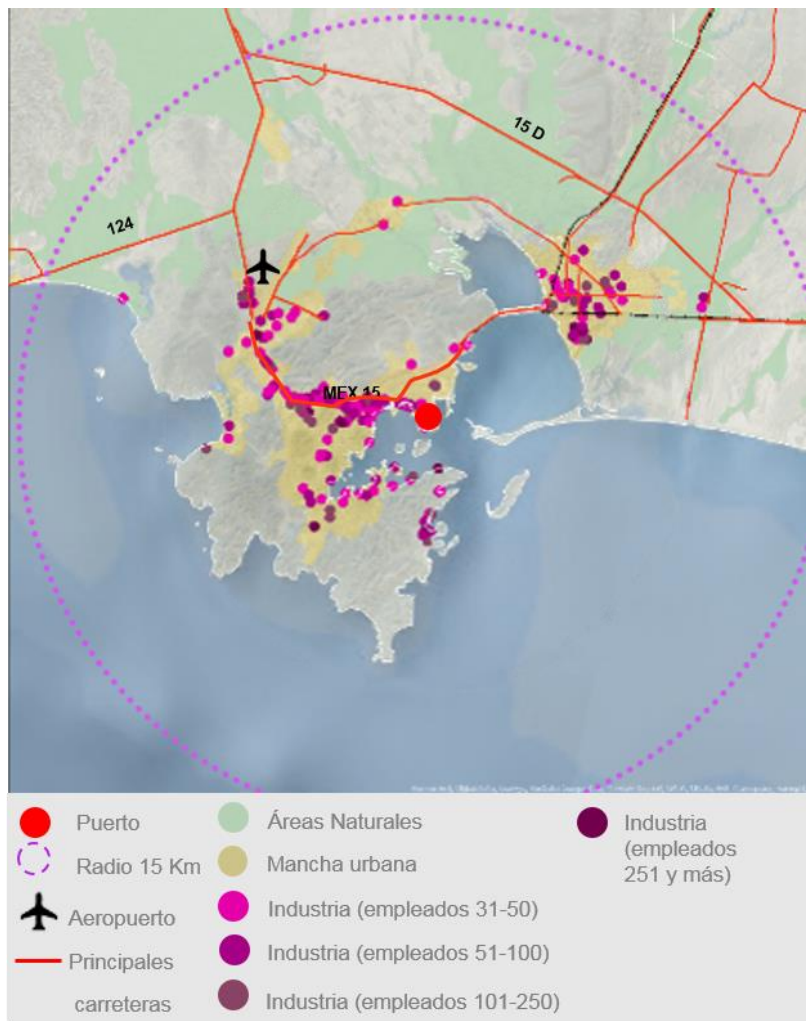 15 D
124
MEX 15
Puerto
Radio 15 Km
Aeropuerto
Principales
carreteras
Áreas Naturales
Mancha urbana
Industria (empleados 31-50)
Industria (empleados 51-100)
Industria (empleados 101-250)
Industria
(empleados
251 y más)